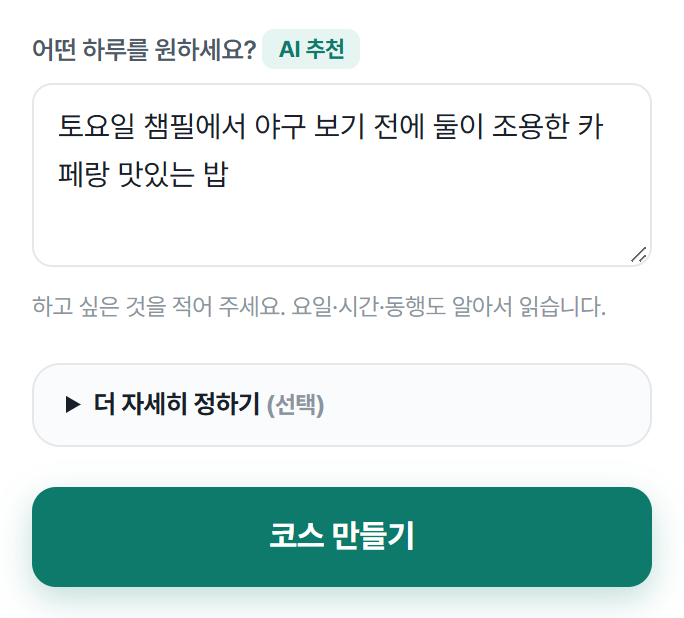 어떤 하루를 원하세요? AI 추천
토요일 챔필에서 야구 보기 전에 둘이 조용한 카
페랑 맛있는 밥
하고 싶은 것을 적어 주세요. 요일·시간·동행도 알아서 읽습니다.
▶ 더 자세히 정하기 (선택)
코스 만들기